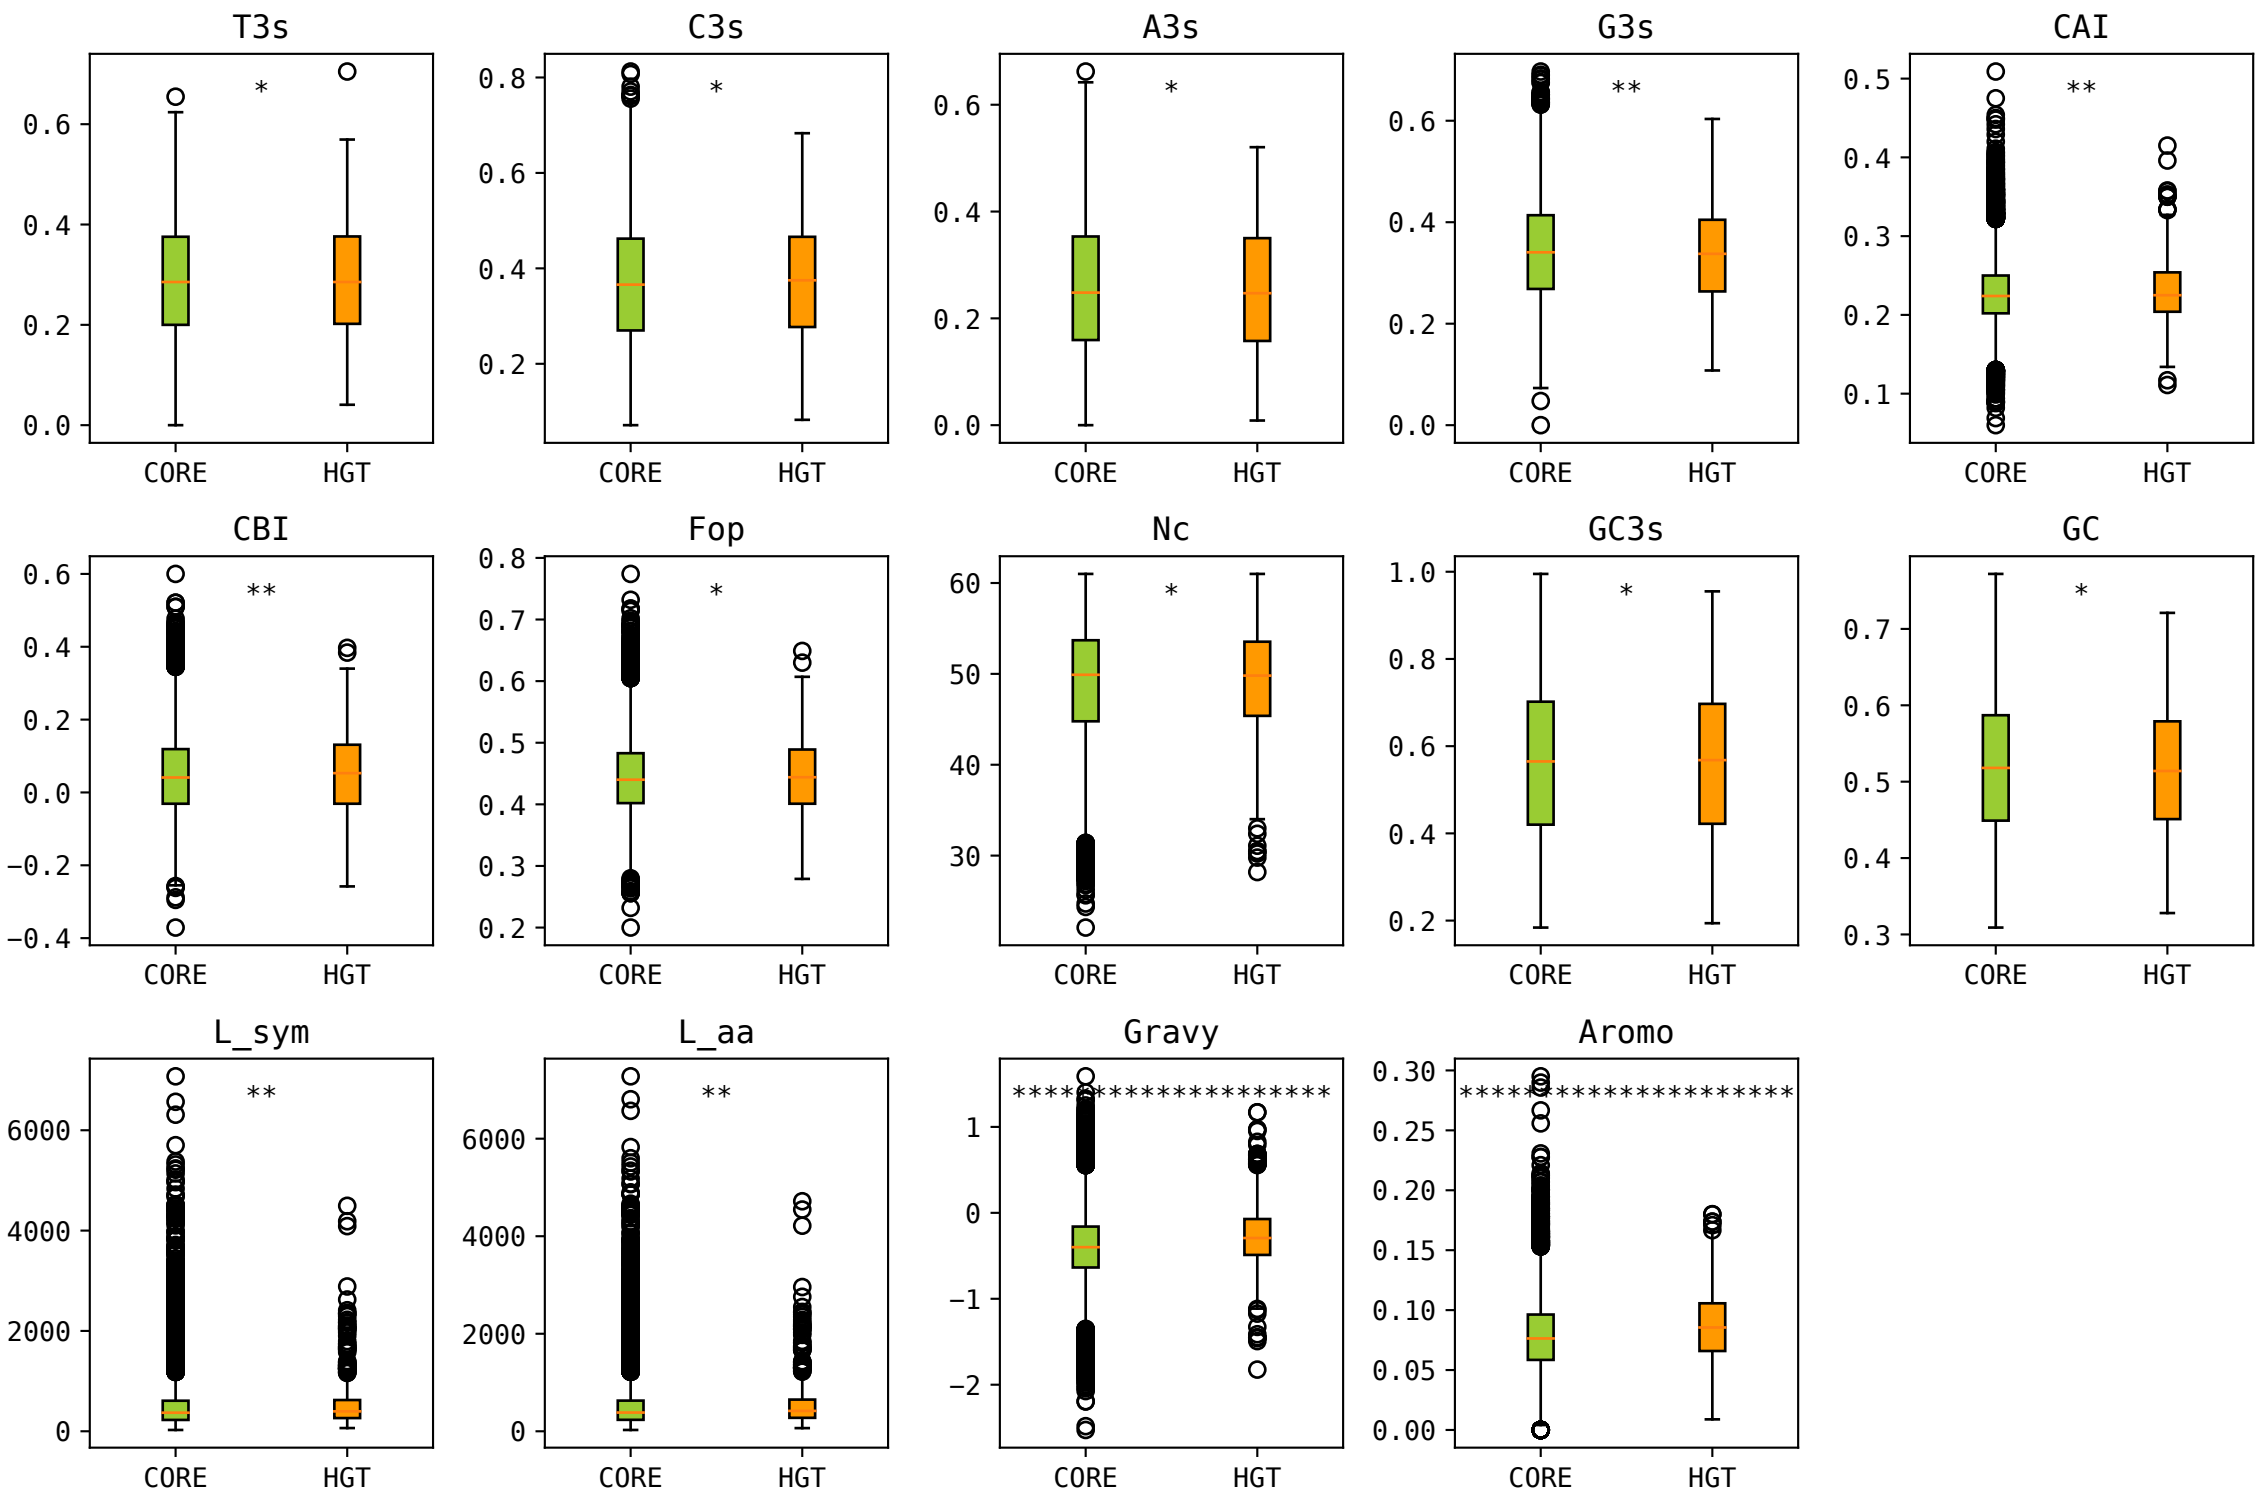 T3s
*
0.6
0.4
0.2
0.0
CORE HGT
C3s
*
0.8
0.6
0.4
0.2
CORE HGT
A3s
*
0.6
0.4
0.2
0.0
CORE HGT
G3s
**
0.6
0.4
0.2
0.0
CORE HGT
CAI
**
0.5
0.4
0.3
0.2
0.1
CORE HGT
CBI
**
0.6
0.4
0.2
0.0
−0.2
−0.4
CORE HGT
Fop
*
0.8
0.7
0.6
0.5
0.4
0.3
0.2
CORE HGT
Nc
*
60
50
40
30
CORE HGT
GC3s
*
1.0
0.8
0.6
0.4
0.2
CORE HGT
GC
*
0.7
0.6
0.5
0.4
0.3
CORE HGT
L_sym
**
6000
4000
2000
0
CORE HGT
L_aa
**
6000
4000
2000
0
CORE HGT
Gravy
********************
1
0
−1
−2
CORE HGT
Aromo
*********************
0.30
0.25
0.20
0.15
0.10
0.05
0.00
CORE HGT